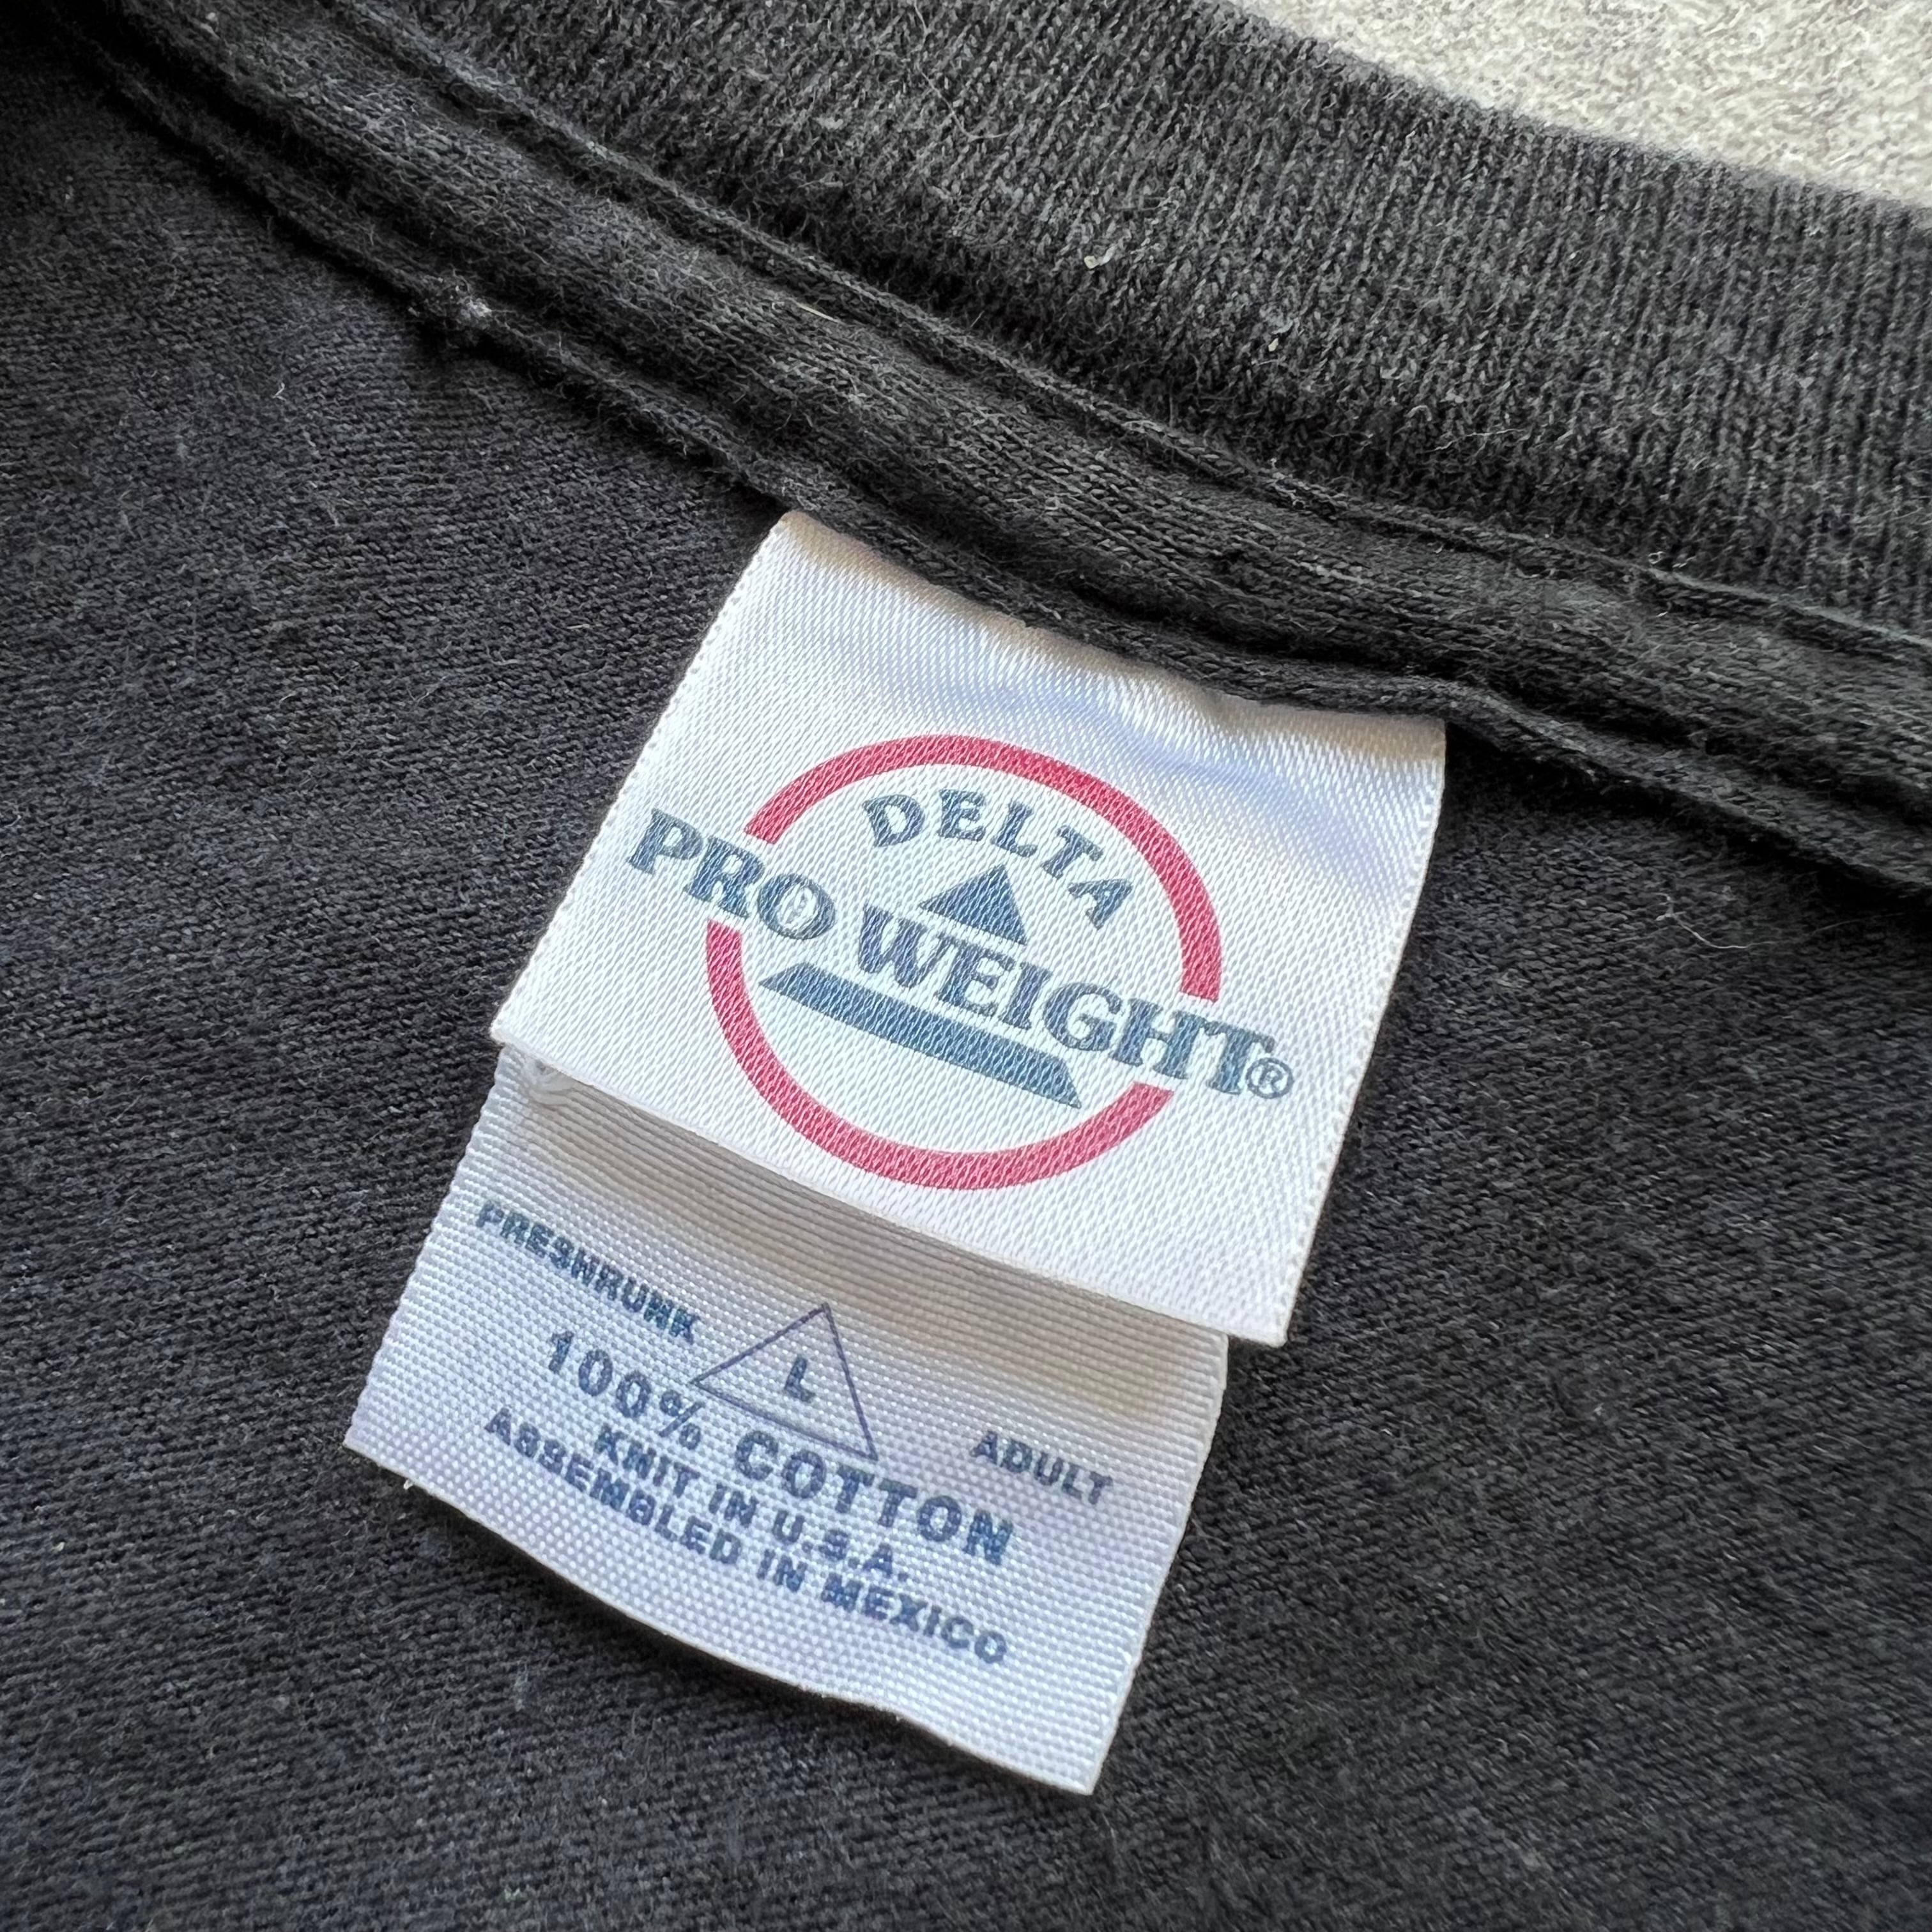 DELTA
PRO WEIGHT®
PRESHRUNK L ADULT
100% COTTON
KNIT IN U.S.A.
ASSEMBLED IN MEXICO